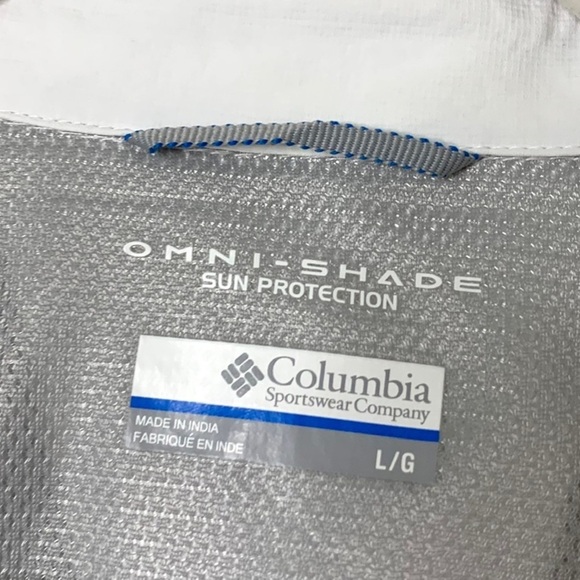 OMNI-SHADE
SUN PROTECTION
Columbia
Sportswear Company
MADE IN INDIA
FABRIQUÉ EN INDE
L/G